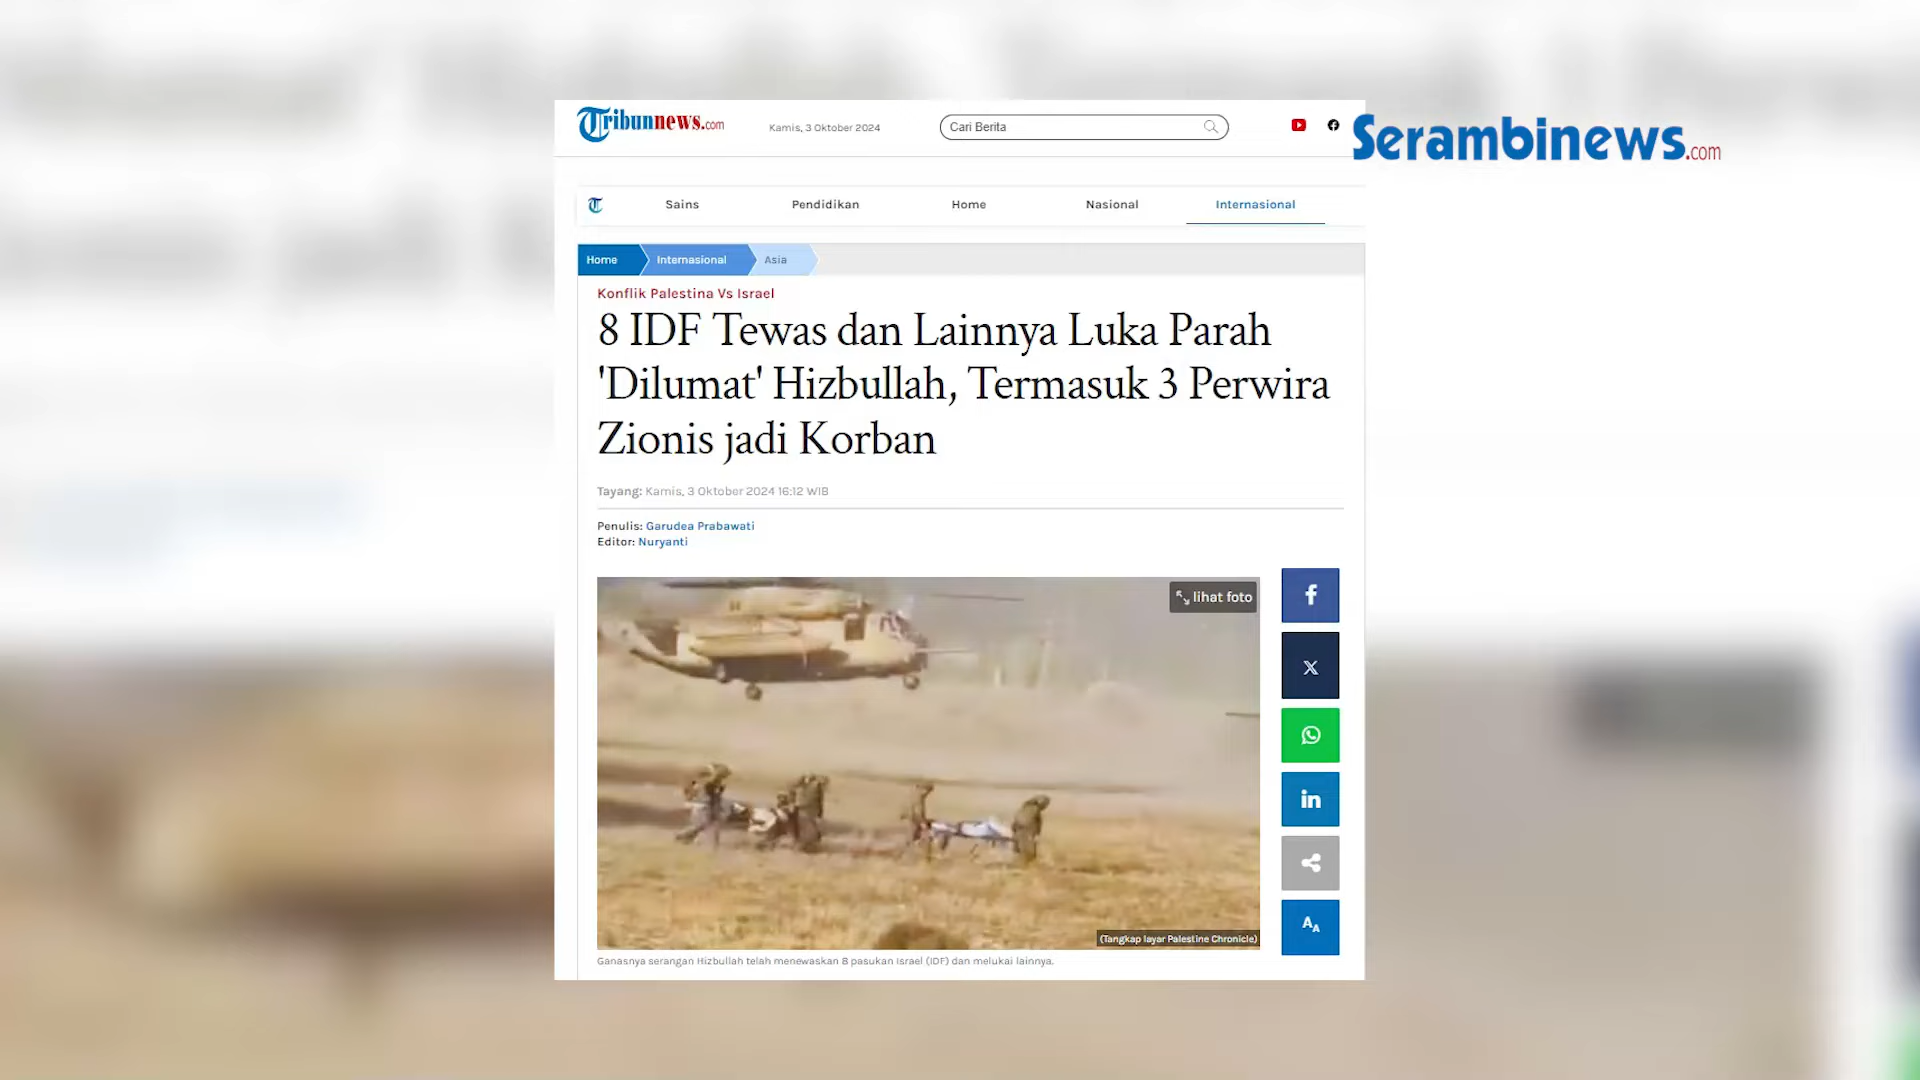 Tribunnews.com
Kamis, 3 Oktober 2024
Cari Berita
Serambinews.com
Sains
Pendidikan
Home
Nasional
Internasional
Home
Internasional
Asia
Konflik Palestina Vs Israel
8 IDF Tewas dan Lainnya Luka Parah
'Dilumat' Hizbullah, Termasuk 3 Perwira
Zionis jadi Korban
Tayang: Kamis, 3 Oktober 2024 16:12 WIB
Penulis: Garudea Prabawati
Editor: Nuryanti
lihat foto
(Tangkap layar Palestine Chronicle)
Ganasnya serangan Hizbullah telah menewaskan 8 pasukan Israel (IDF) dan melukai lainnya.